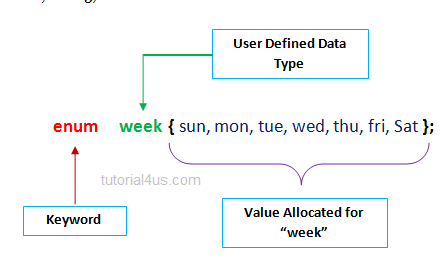 User Defined Data
Type
enum week { sun, mon, tue, wed, thu, fri, Sat };
tutorial4us.com
Keyword
Value Allocated for
“week”